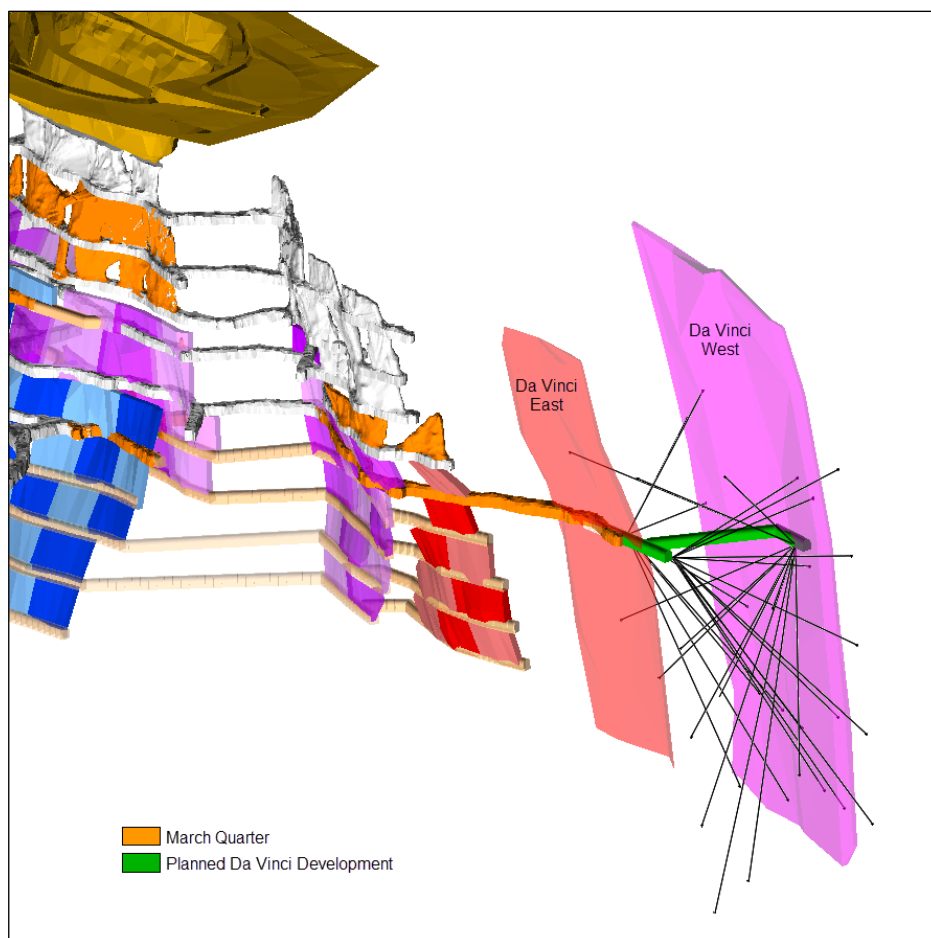 Da Vinci
West
Da Vinci
East
March Quarter
Planned Da Vinci Development